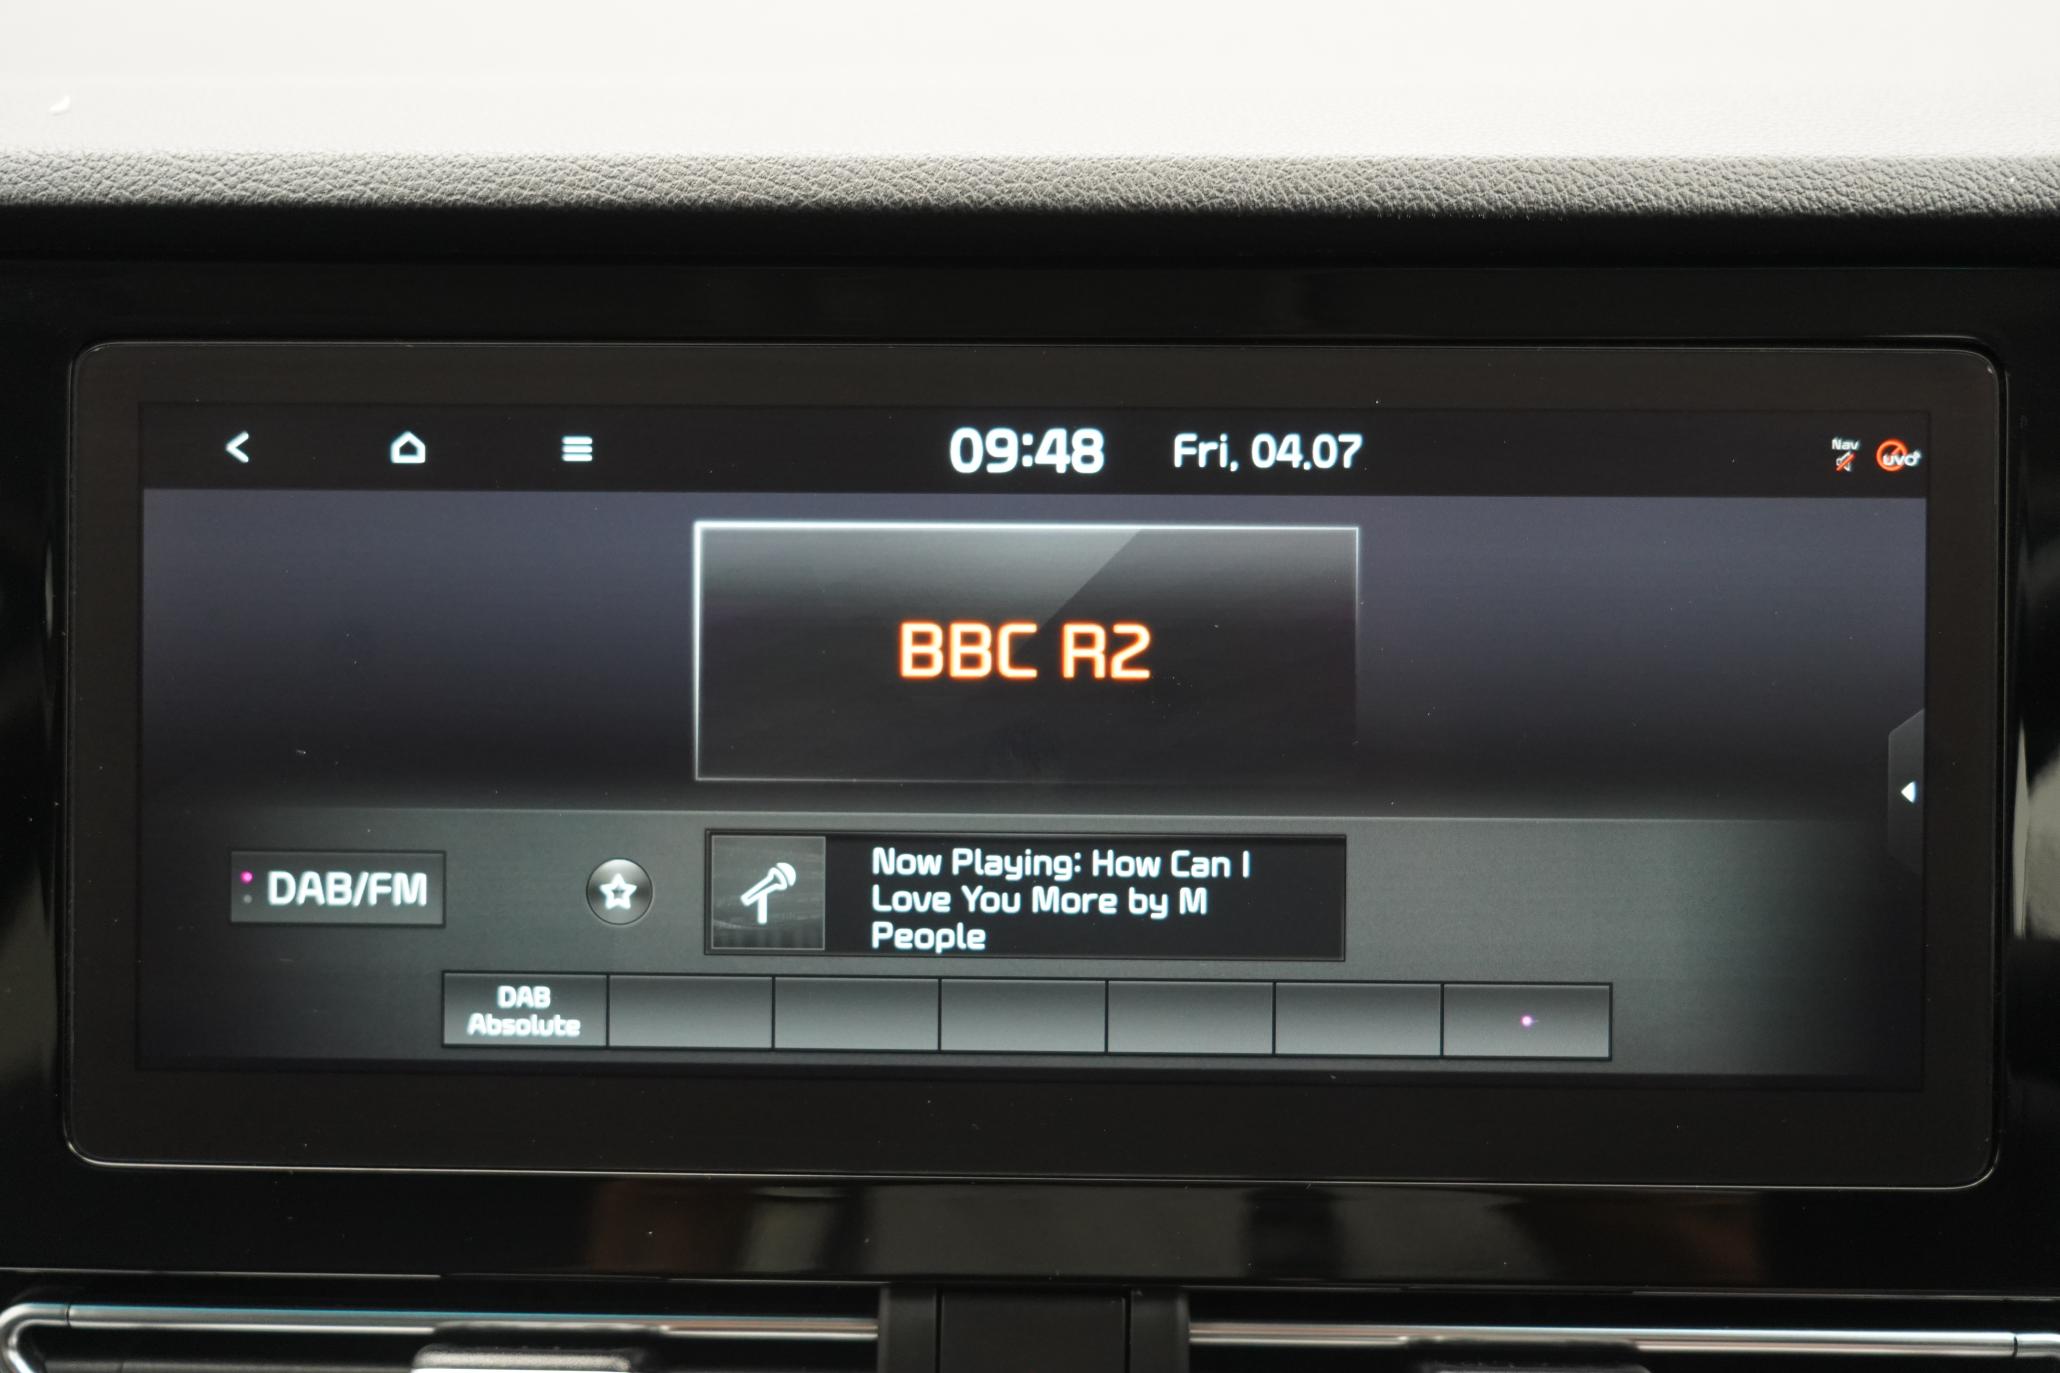 09:48 Fri, 04.07
Nav
uvo
BBC R2
DAB/FM
Now Playing: How Can I
Love You More by M
People
DAB
Absolute